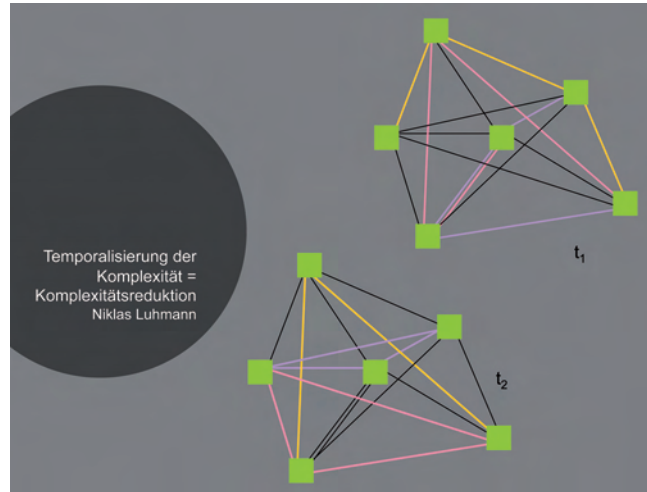 Temporalisierung der
Komplexität =
Komplexitätsreduktion
Niklas Luhmann
t1
t2